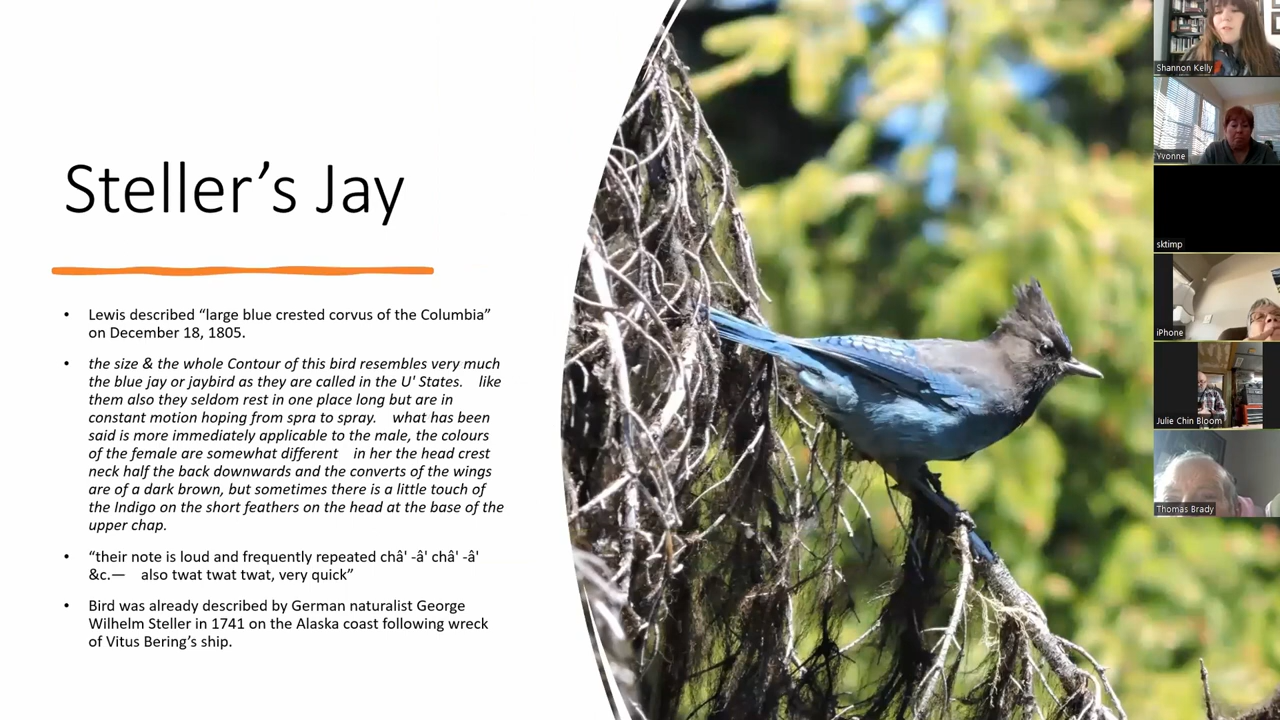 Steller’s Jay
• Lewis described “large blue crested corvus of the Columbia”
on December 18, 1805.
• the size & the whole Contour of this bird resembles very much
the blue jay or jaybird as they are called in the U' States. like
them also they seldom rest in one place long but are in
constant motion hoping from spra to spray. what has been
said is more immediately applicable to the male, the colours
of the female are somewhat different in her the head crest
neck half the back downwards and the converts of the wings
are of a dark brown, but sometimes there is a little touch of
the Indigo on the short feathers on the head at the base of the
upper chap.
• “their note is loud and frequently repeated châ' -â' châ' -â'
&c.— also twat twat twat, very quick”
• Bird was already described by German naturalist George
Wilhelm Steller in 1741 on the Alaska coast following wreck
of Vitus Bering’s ship.
Shannon Kelly
Yvonne
sktimp
iPhone
Julie Chin Bloom
Thomas Brady